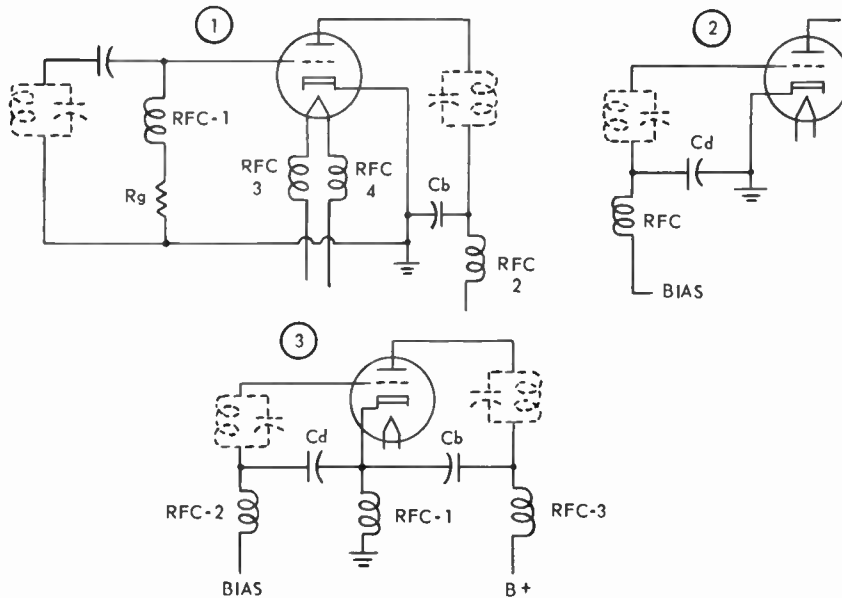 1
RFC-1
Rg
RFC
3
RFC
4
Cb
RFC
2
2
Cd
RFC
BIAS
3
Cd
Cb
RFC-2
RFC-1
RFC-3
BIAS
B+